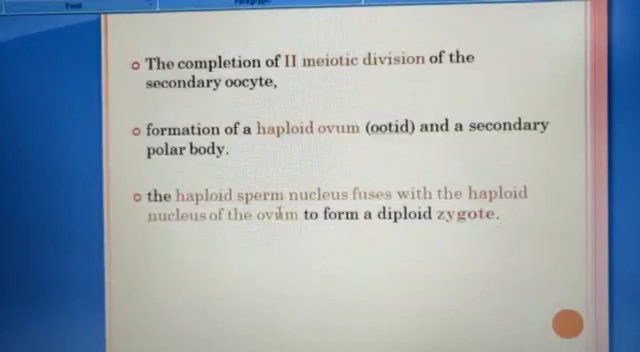 Font
Paragraph
The completion of II meiotic division of the
secondary oocyte,
formation of a haploid ovum (ootid) and a secondary
polar body.
the haploid sperm nucleus fuses with the haploid
nucleus of the ovum to form a diploid zygote.